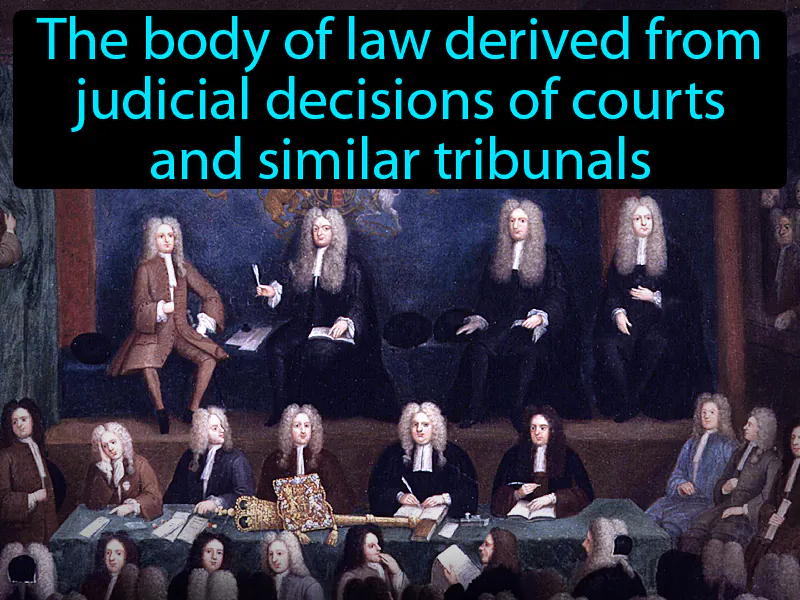 The body of law derived from
judicial decisions of courts
and similar tribunals